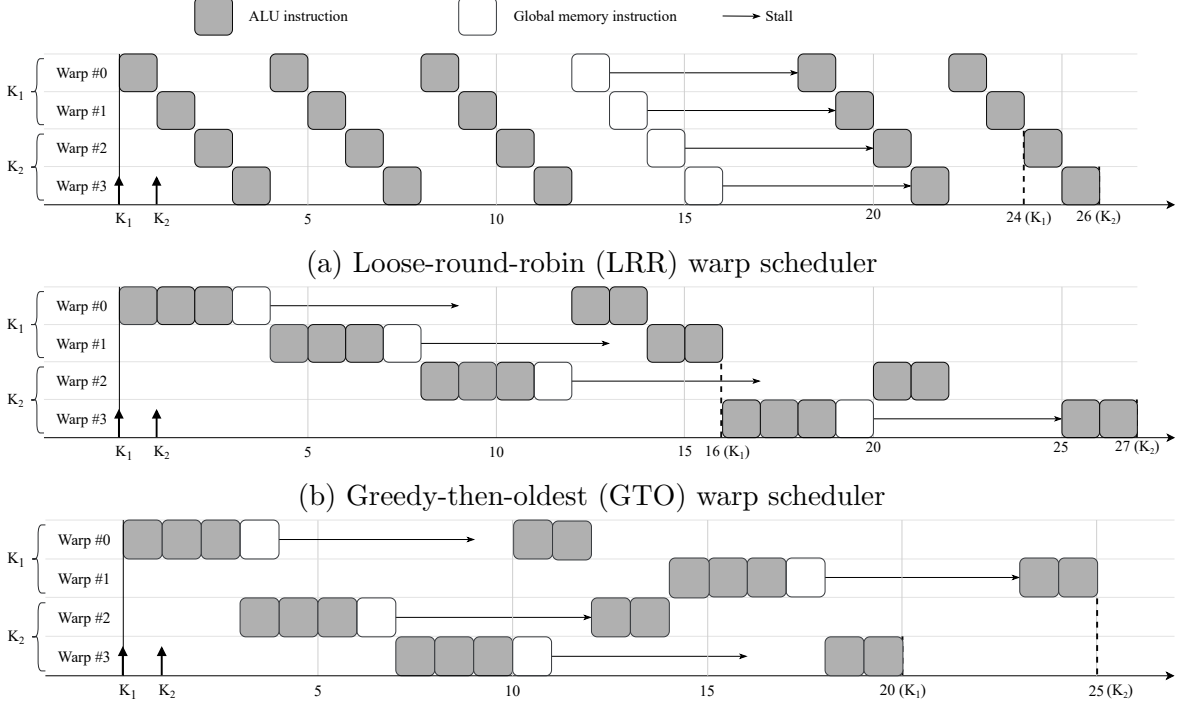 ALU instruction Global memory instruction Stall
K1
Warp #0
Warp #1
K2
Warp #2
Warp #3
K1 K2 5 10 15 20 24 (K1) 26 (K2)
(a) Loose-round-robin (LRR) warp scheduler
K1
Warp #0
Warp #1
K2
Warp #2
Warp #3
K1 K2 5 10 15 16 (K1) 20 25 27 (K2)
(b) Greedy-then-oldest (GTO) warp scheduler
K1
Warp #0
Warp #1
K2
Warp #2
Warp #3
K1 K2 5 10 15 20 (K1) 25 (K2)